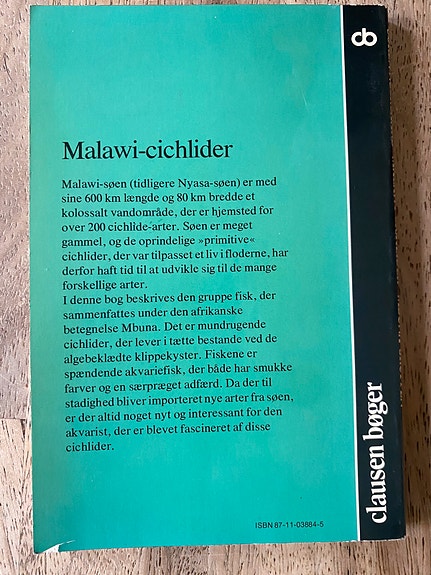 cb
Malawi-cichlider
Malawi-søen (tidligere Nyasa-søen) er med
sine 600 km længde og 80 km bredde et
kolossalt vandområde, der er hjemsted for
over 200 cichlide-arter. Søen er meget
gammel, og de oprindelige »primitive«
cichlider, der var tilpasset et liv i floderne, har
derfor haft tid til at udvikle sig til de mange
forskellige arter.
I denne bog beskrives den gruppe fisk, der
sammenfattes under den afrikanske
betegnelse Mbuna. Det er mundrugende
cichlider, der lever i tætte bestande ved de
algebeklædte klippekyster. Fiskene er
spændende akvariefisk, der både har smukke
farver og en særpræget adfærd. Da der til
stadighed bliver importeret nye arter fra søen,
er der altid noget nyt og interessant for den
akvarist, der er blevet fascineret af disse
cichlider.
ISBN 87-11-03884-5
clausen bøger